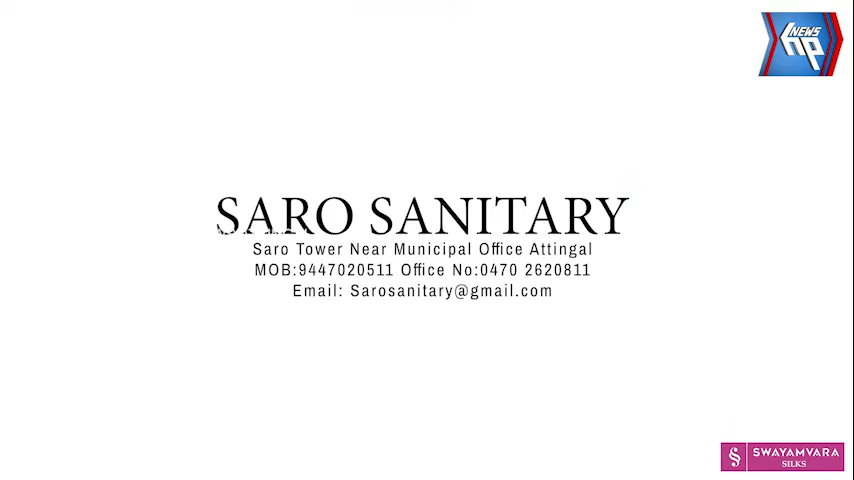 NEWS
np
SARO SANITARY
Saro Tower Near Municipal Office Attingal
MOB:9447020511 Office No:0470 2620811
Email: Sarosanitary@gmail.com
SWAYAMVARA
SILKS